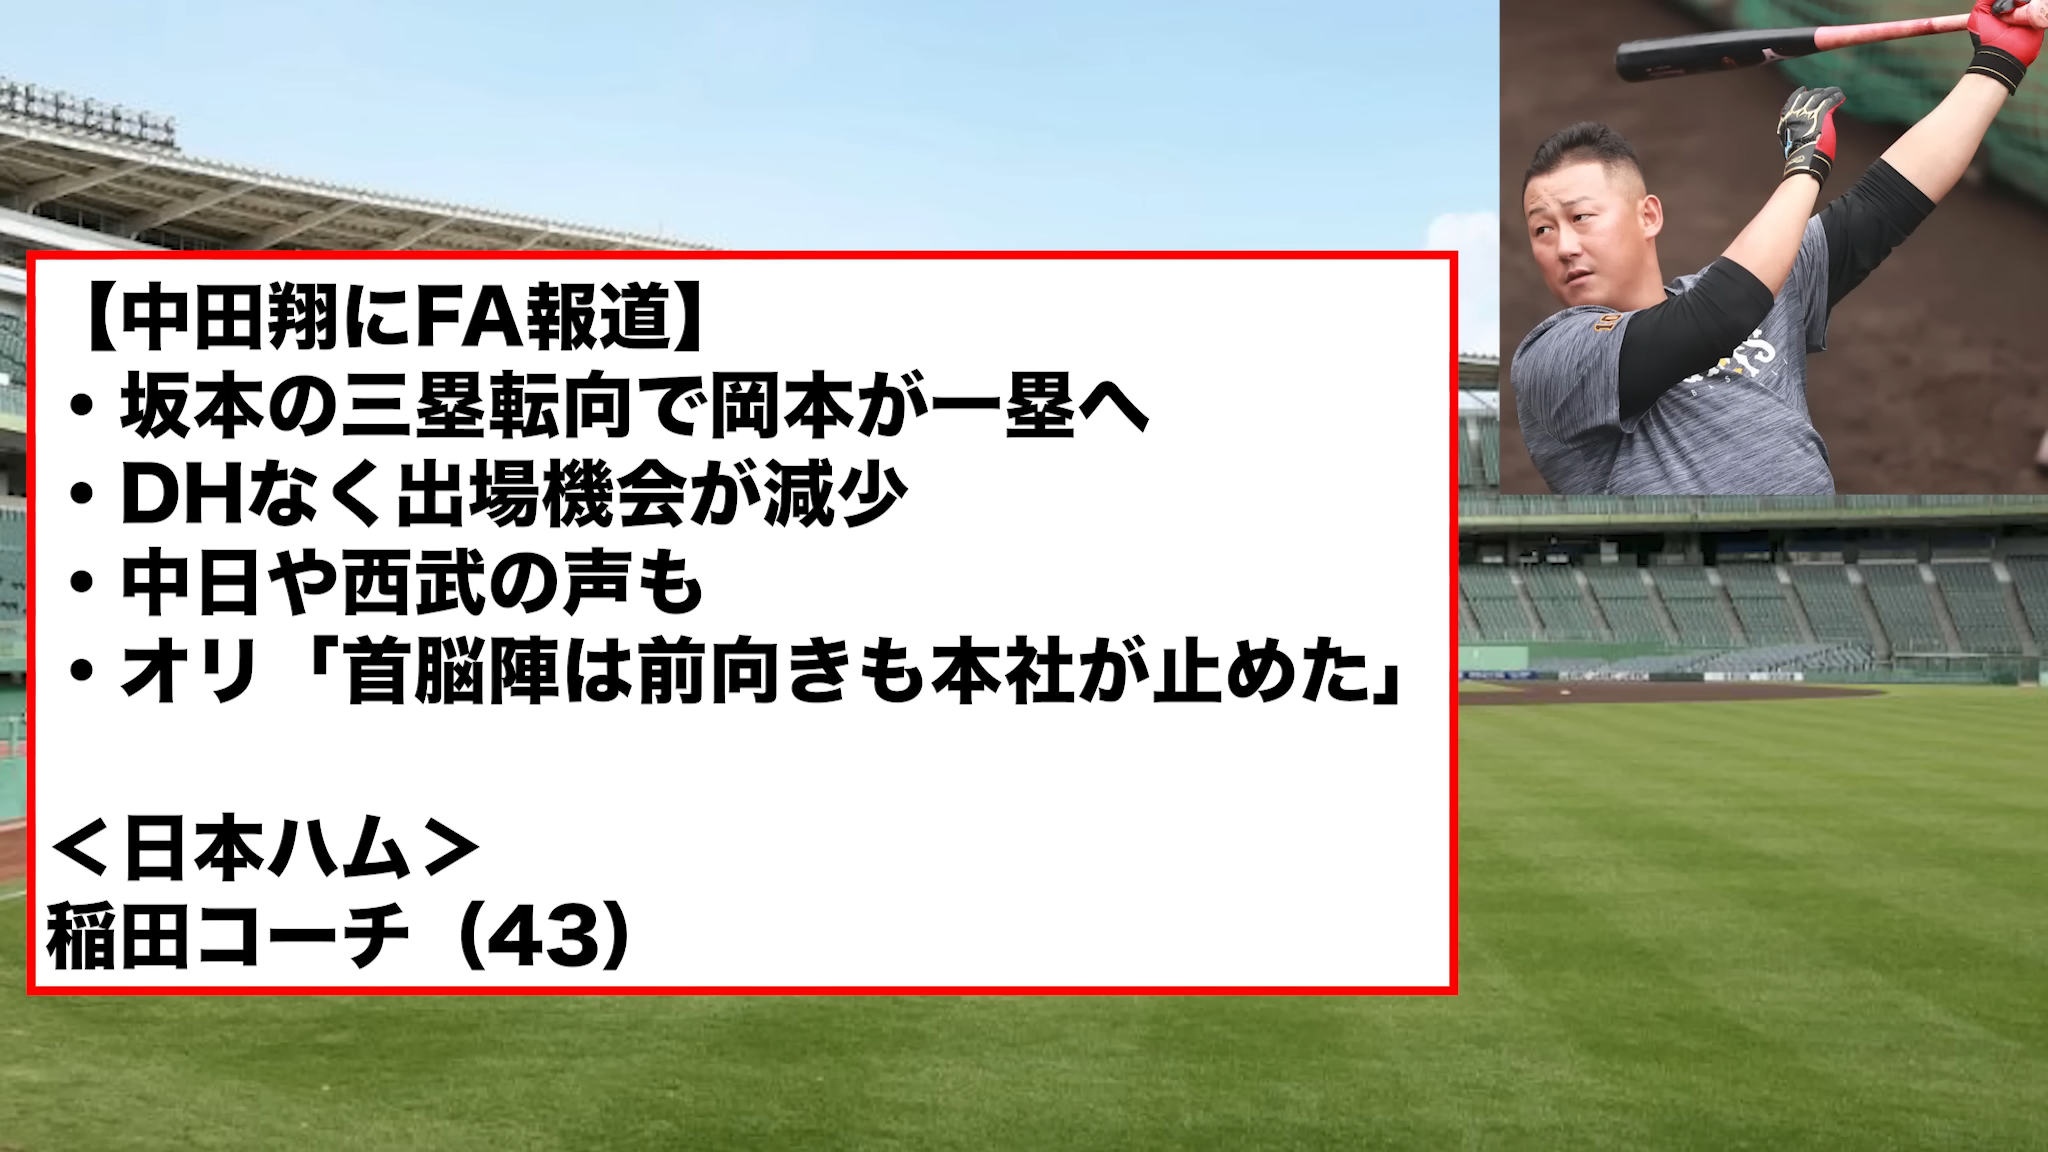 【中田翔にFA報道】
・坂本の三塁転向で岡本が一塁へ
・DHなく出場機会が減少
・中日や西武の声も
・オリ「首脳陣は前向きも本社が止めた」
＜日本ハム＞
稲田コーチ（43）
10